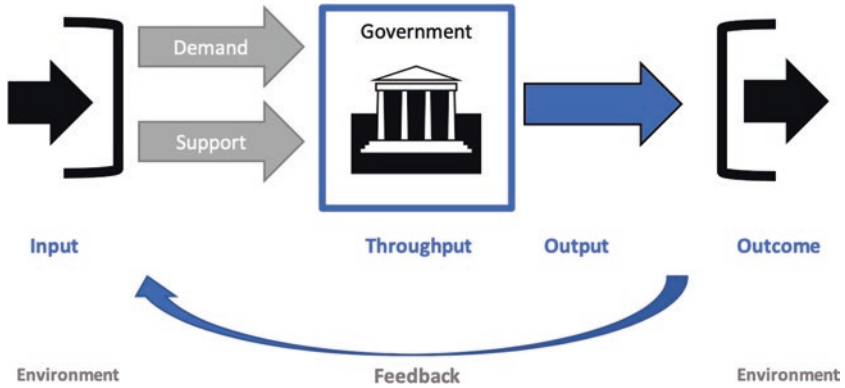 Demand
Government
Support
Input
Throughput
Output
Outcome
Environment
Feedback
Environment